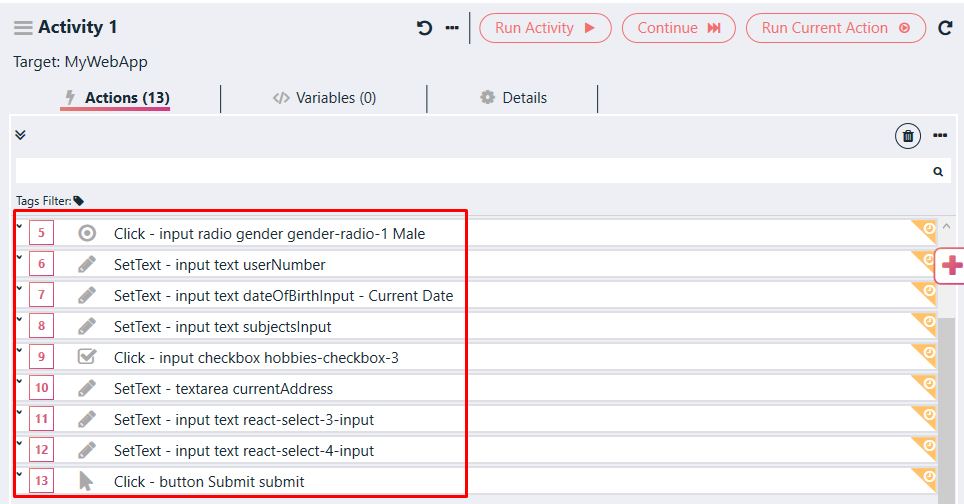 Activity 1
Run Activity
Continue
Run Current Action
Target: MyWebApp
Actions (13)
Variables (0)
Details
Tags Filter:
5 Click - input radio gender gender-radio-1 Male
6 SetText - input text userNumber
7 SetText - input text dateOfBirthInput - Current Date
8 SetText - input text subjectsInput
9 Click - input checkbox hobbies-checkbox-3
10 SetText - textarea currentAddress
11 SetText - input text react-select-3-input
12 SetText - input text react-select-4-input
13 Click - button Submit submit